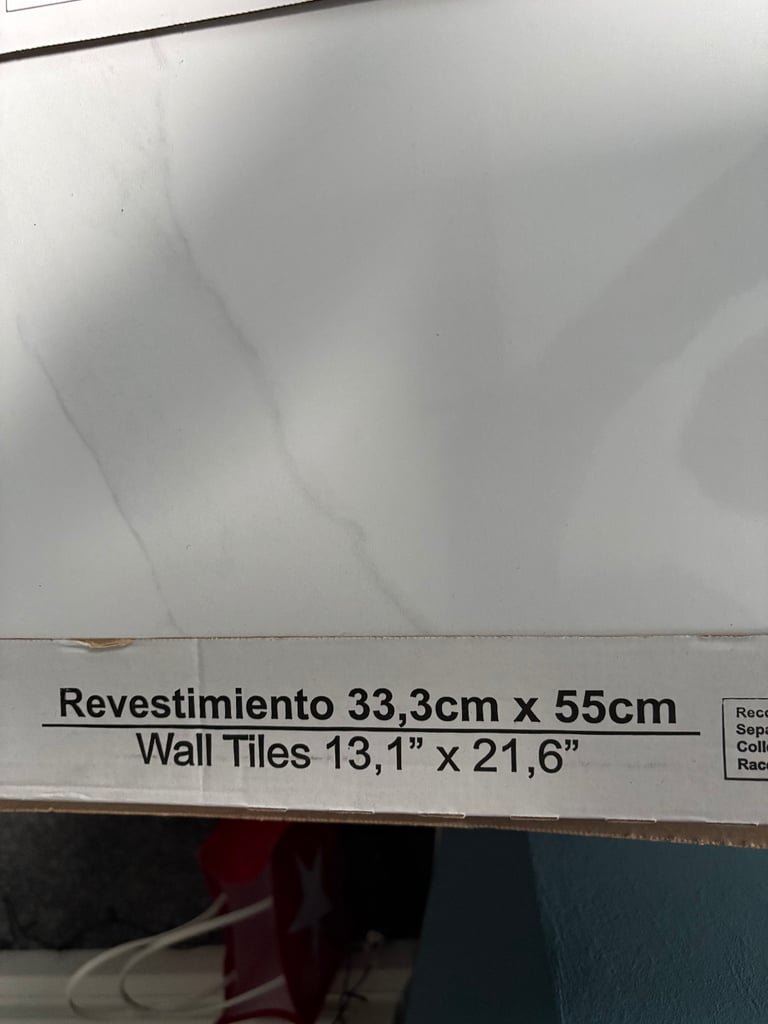 Revestimiento 33,3cm x 55cm
Wall Tiles 13,1” x 21,6”